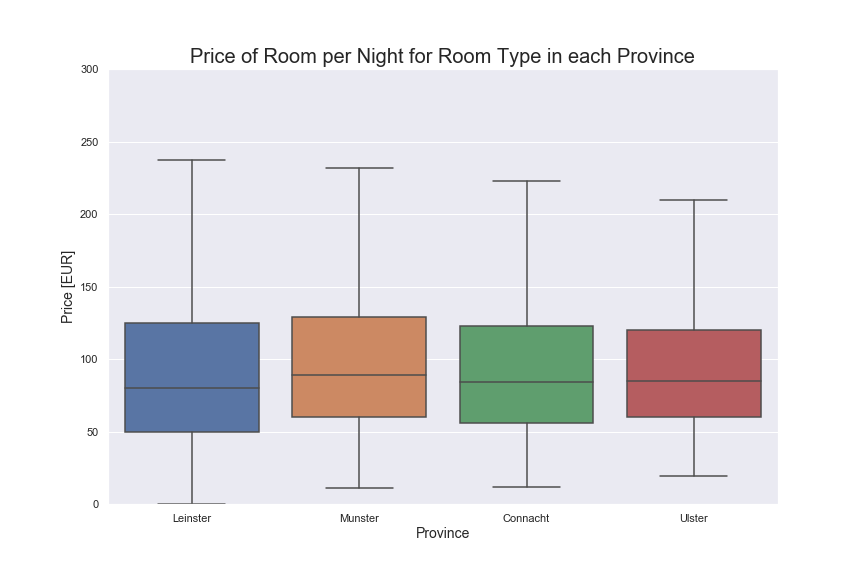 Price of Room per Night for Room Type in each Province
300
250
200
150
100
50
0
Price [EUR]
Leinster Munster Connacht Ulster
Province